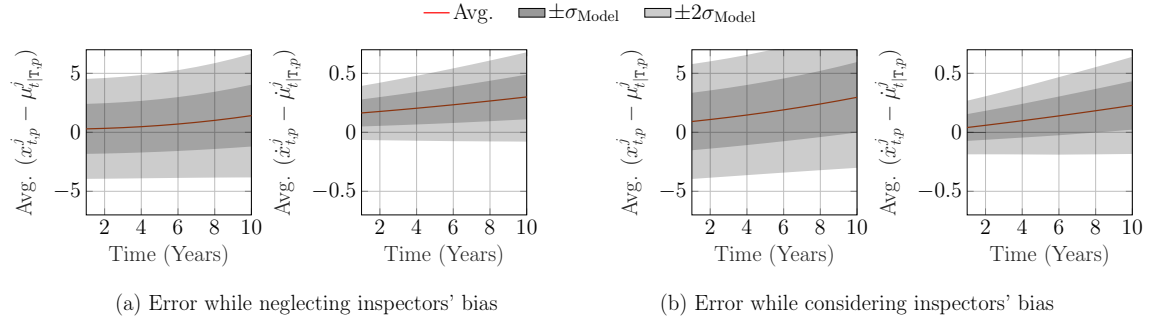 Avg. ±σ_Model ±2σ_Model
Avg. (x^j_{t,p} − μ^j_{t|T,p})
5
0
−5
2 4 6 8 10
Time (Years)
Avg. (ẋ^j_{t,p} − μ̇^j_{t|T,p})
0.5
0
−0.5
2 4 6 8 10
Time (Years)
(a) Error while neglecting inspectors' bias
Avg. (x^j_{t,p} − μ^j_{t|T,p})
5
0
−5
2 4 6 8 10
Time (Years)
Avg. (ẋ^j_{t,p} − μ̇^j_{t|T,p})
0.5
0
−0.5
2 4 6 8 10
Time (Years)
(b) Error while considering inspectors' bias